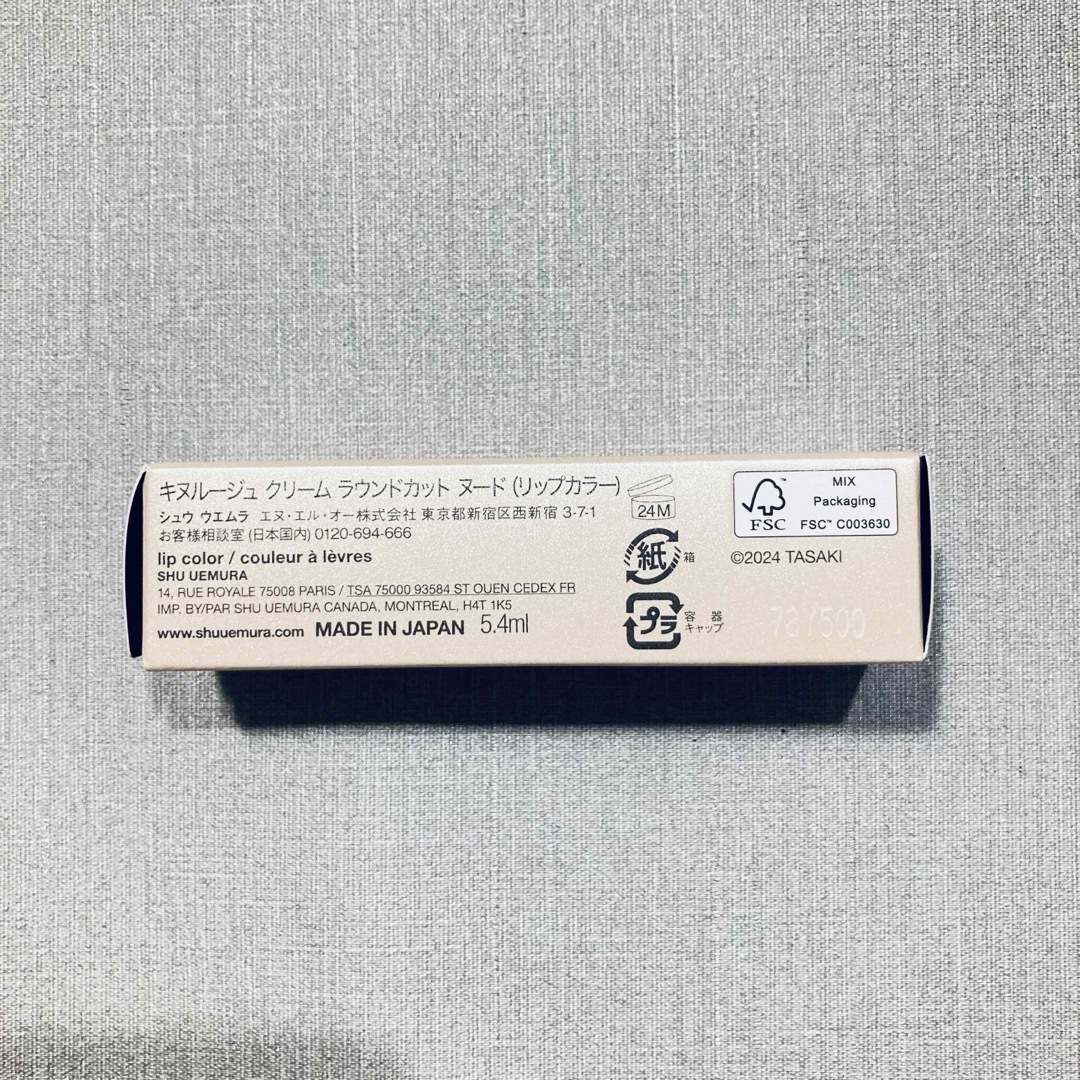 キヌルージュ クリーム ラウンドカット ヌード (リップカラー)
シュウ ウエムラ エヌ・エル・オー株式会社 東京都新宿区西新宿 3-7-1
お客様相談室 (日本国内) 0120-694-666
lip color / couleur à lèvres
SHU UEMURA
14, RUE ROYALE 75008 PARIS / TSA 75000 93584 ST OUEN CEDEX FR
IMP. BY/PAR SHU UEMURA CANADA, MONTREAL, H4T 1K5
www.shuuemura.com MADE IN JAPAN 5.4ml
24M
紙 箱
プラ 容器
キャップ
FSC™
MIX
Packaging
FSC™ C003630
©2024 TASAKI
78Y500